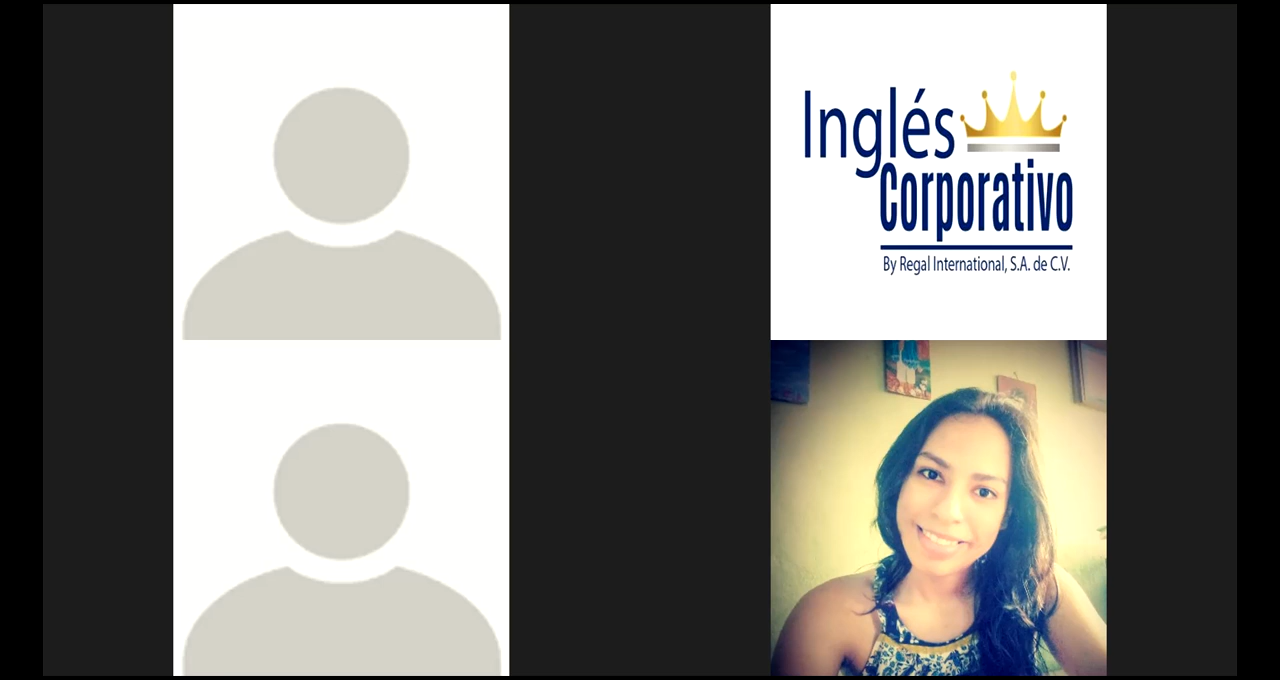 Inglés
Corporativo
By Regal International, S.A. de C.V.